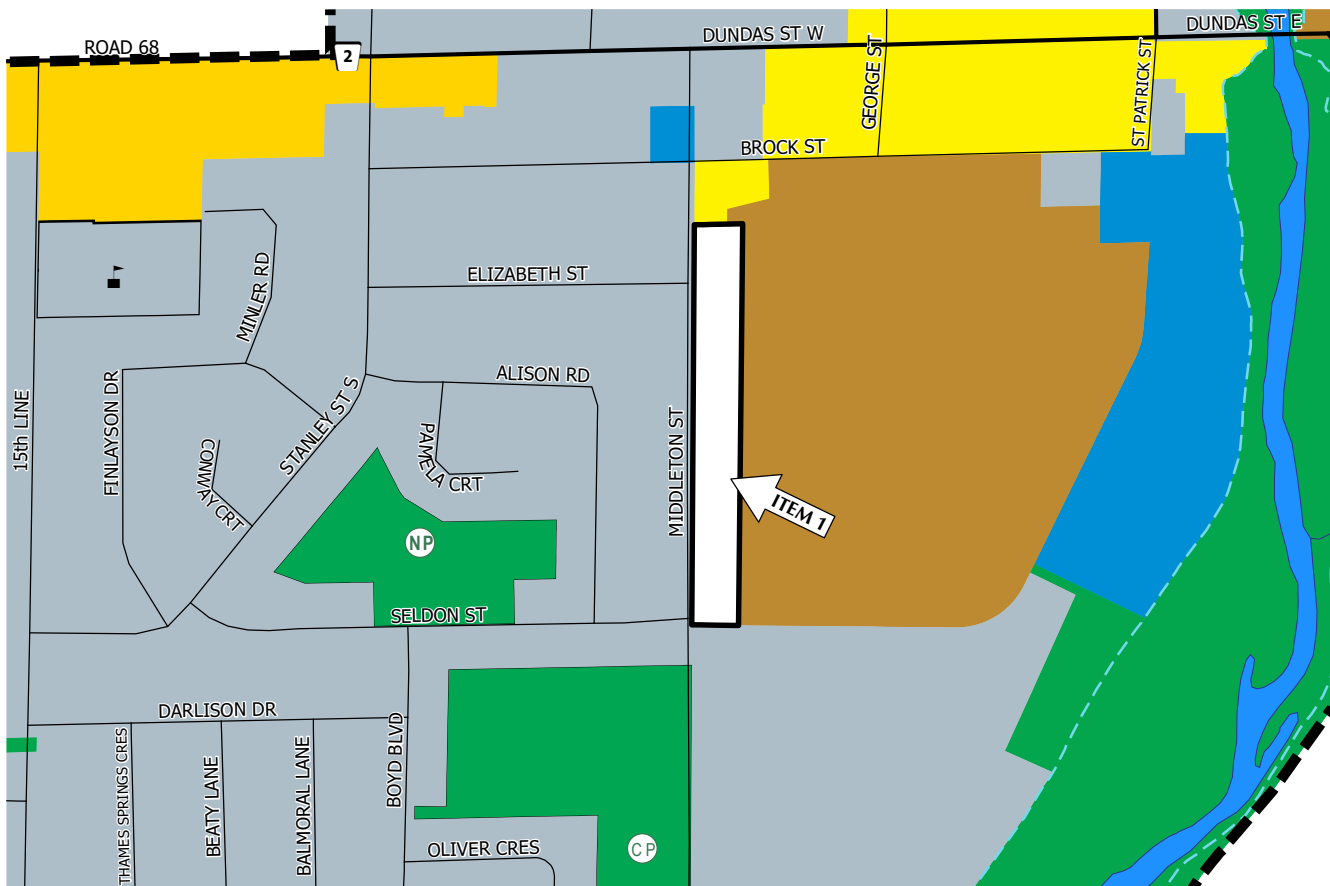 DUNDAS ST E
DUNDAS ST W
ROAD 68
2
GEORGE ST
ST PATRICK ST
BROCK ST
MINLER RD
ELIZABETH ST
ALISON RD
15th LINE
FINLAYSON DR
CONWAY CRT
STANLEY ST S
PAMELA CRT
MIDDLETON ST
ITEM 1
NP
SELDON ST
DARLISON DR
THAMES SPRINGS CRES
BEATY LANE
BALMORAL LANE
BOYD BLVD
OLIVER CRES
CP